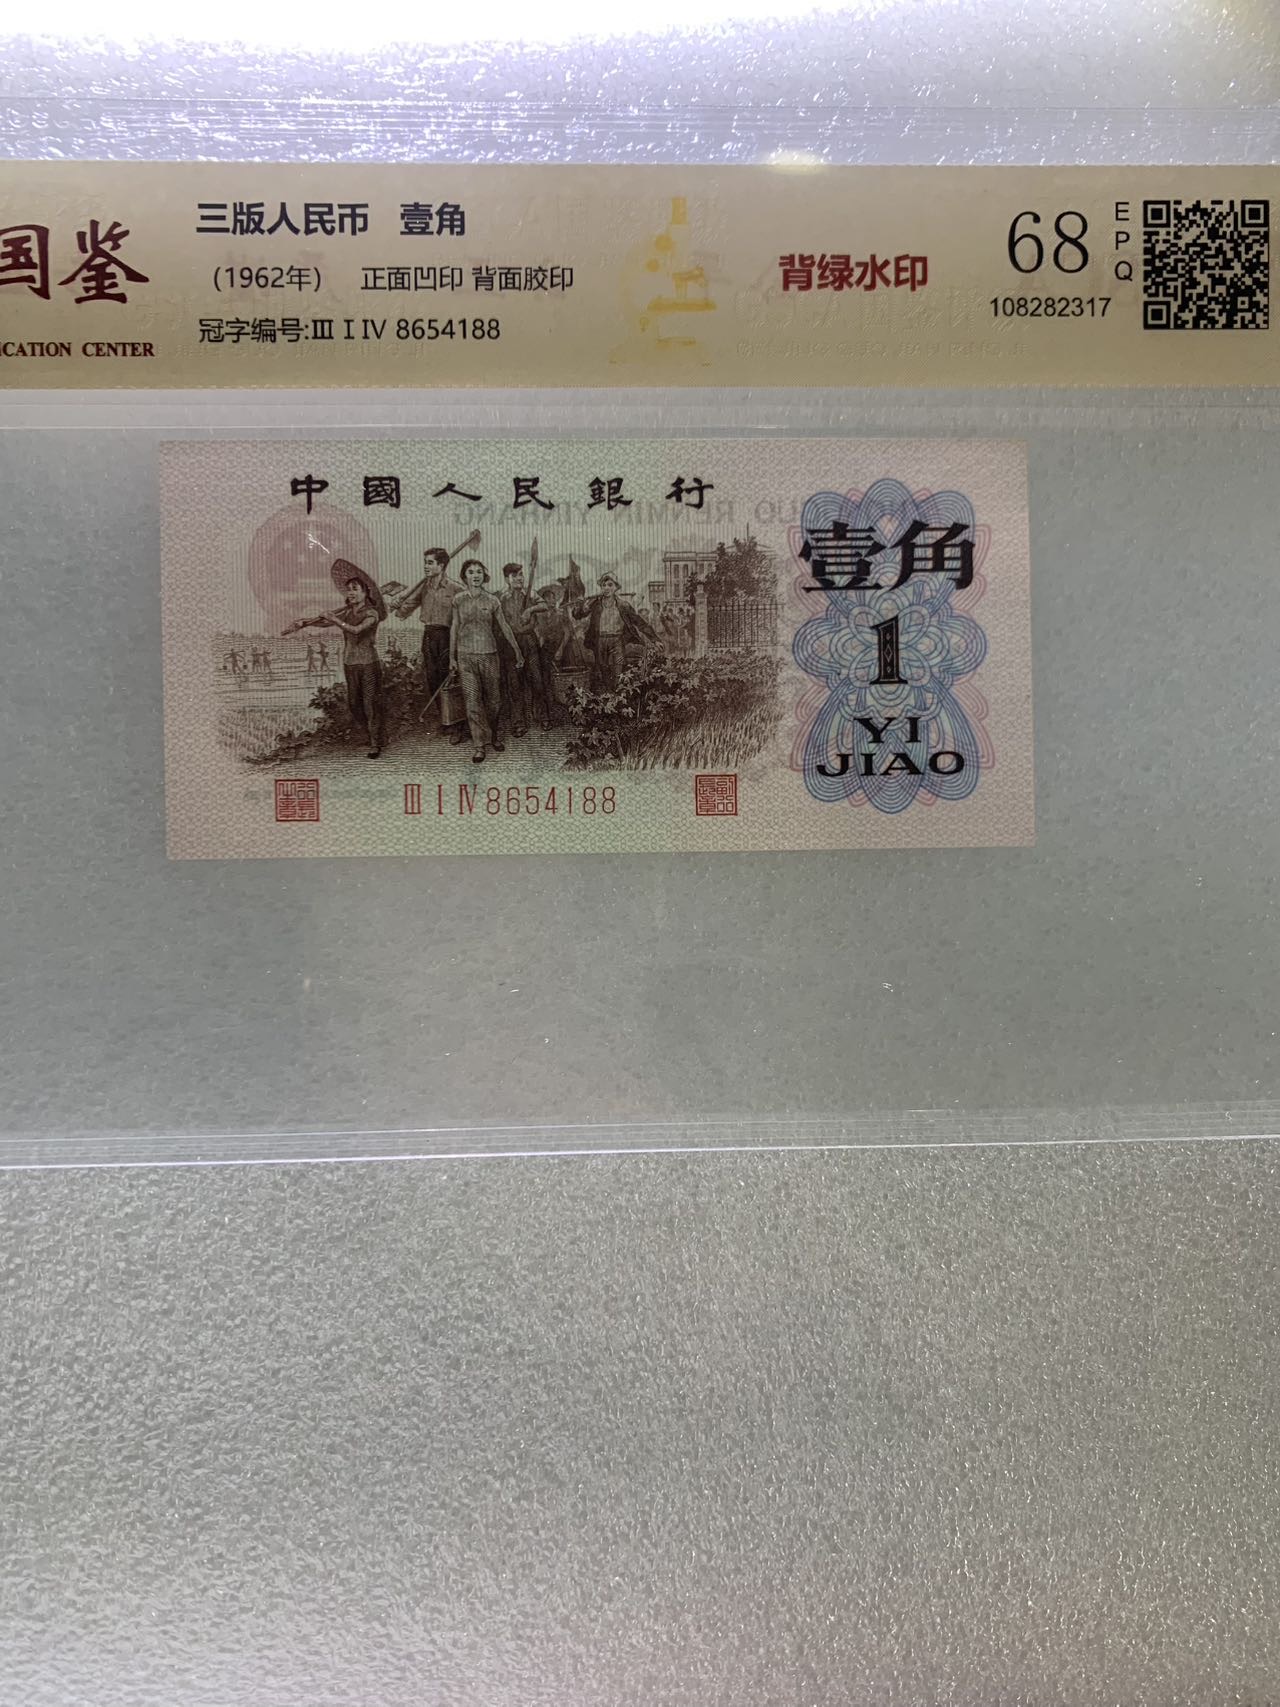 国鉴
ICATION CENTER
三版人民币 壹角
(1962年) 正面凹印 背面胶印
冠字编号:Ⅲ Ⅰ Ⅳ 8654188
背绿水印
68
EPQ
108282317
中國人民銀行
壹角
1
YI
JIAO
Ⅲ Ⅰ Ⅳ 8654188